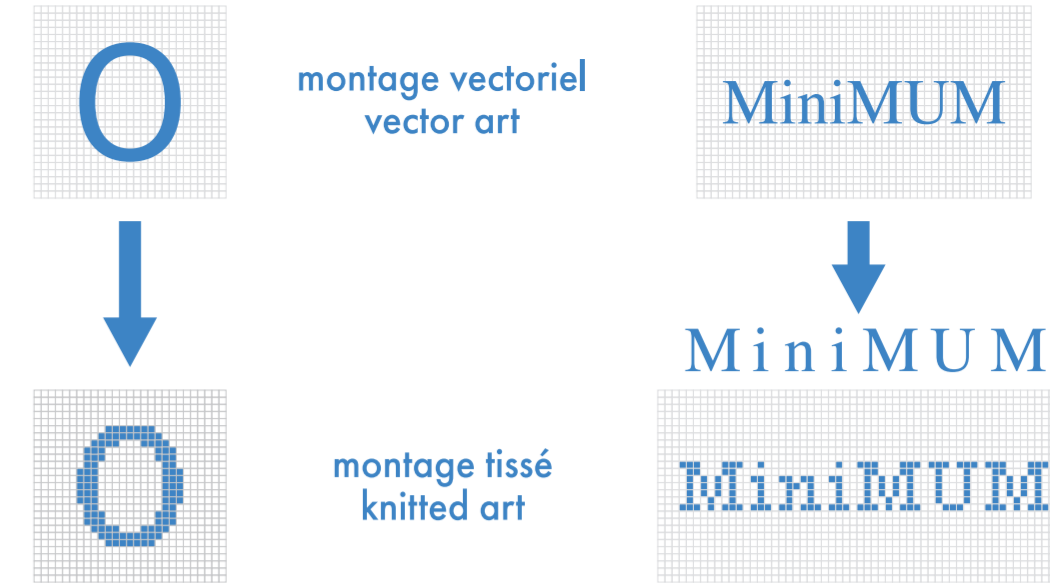 O
montage vectoriel
vector art
MiniMUM
MiniMUM
O
montage tissé
knitted art
MiniMUM